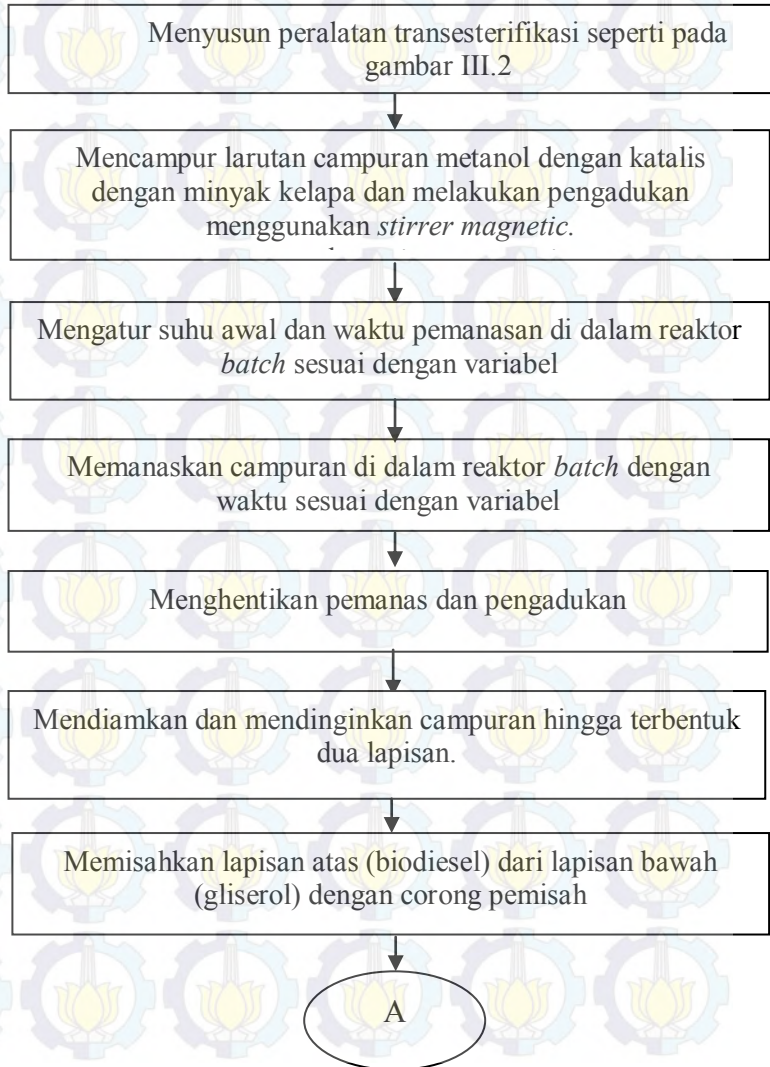 Menyusun peralatan transesterifikasi seperti pada
gambar III.2
Mencampur larutan campuran metanol dengan katalis
dengan minyak kelapa dan melakukan pengadukan
menggunakan stirrer magnetic.
Mengatur suhu awal dan waktu pemanasan di dalam reaktor
batch sesuai dengan variabel
Memanaskan campuran di dalam reaktor batch dengan
waktu sesuai dengan variabel
Menghentikan pemanas dan pengadukan
Mendiamkan dan mendinginkan campuran hingga terbentuk
dua lapisan.
Memisahkan lapisan atas (biodiesel) dari lapisan bawah
(gliserol) dengan corong pemisah
A